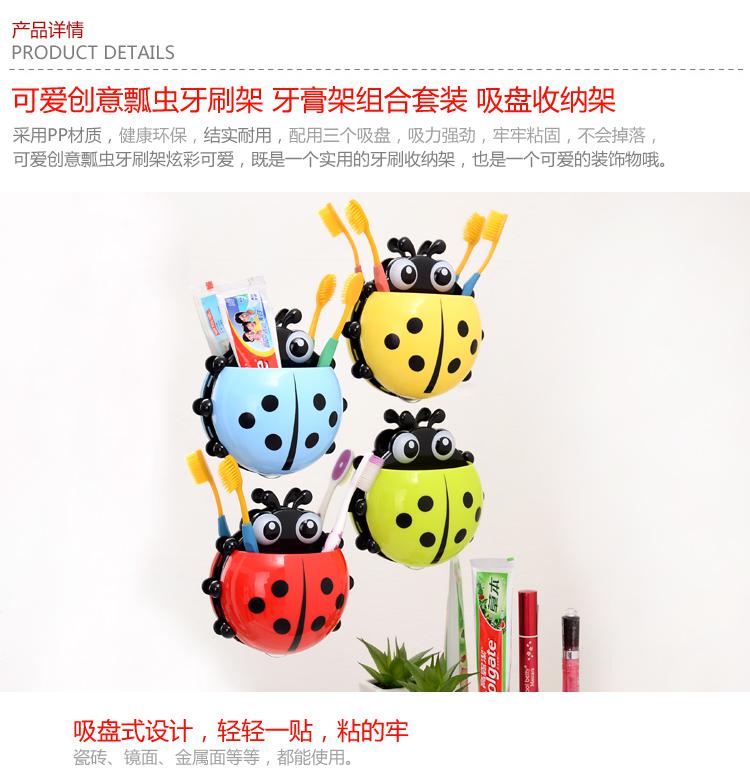 产品详情
PRODUCT DETAILS
可爱创意瓢虫牙刷架 牙膏架组合套装 吸盘收纳架
采用PP材质，健康环保，结实耐用，配用三个吸盘，吸力强劲，牢牢粘固，不会掉落，
可爱创意瓢虫牙刷架炫彩可爱，既是一个实用的牙刷收纳架，也是一个可爱的装饰物哦。
草本
Colgate
吸盘式设计，轻轻一贴，粘的牢
瓷砖、镜面、金属面等等，都能使用。